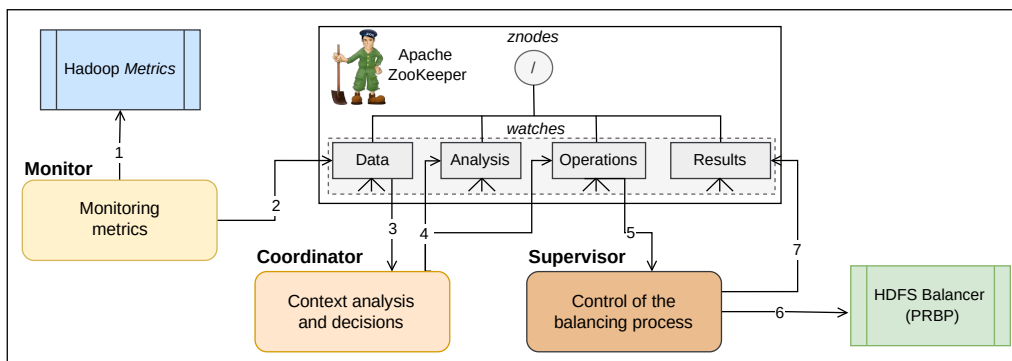 znodes
Apache
ZooKeeper
/
Hadoop Metrics
watches
Data
Analysis
Operations
Results
1
Monitor
Monitoring
metrics
2
3
4
5
7
Coordinator
Context analysis
and decisions
Supervisor
Control of the
balancing process
6
HDFS Balancer
(PRBP)